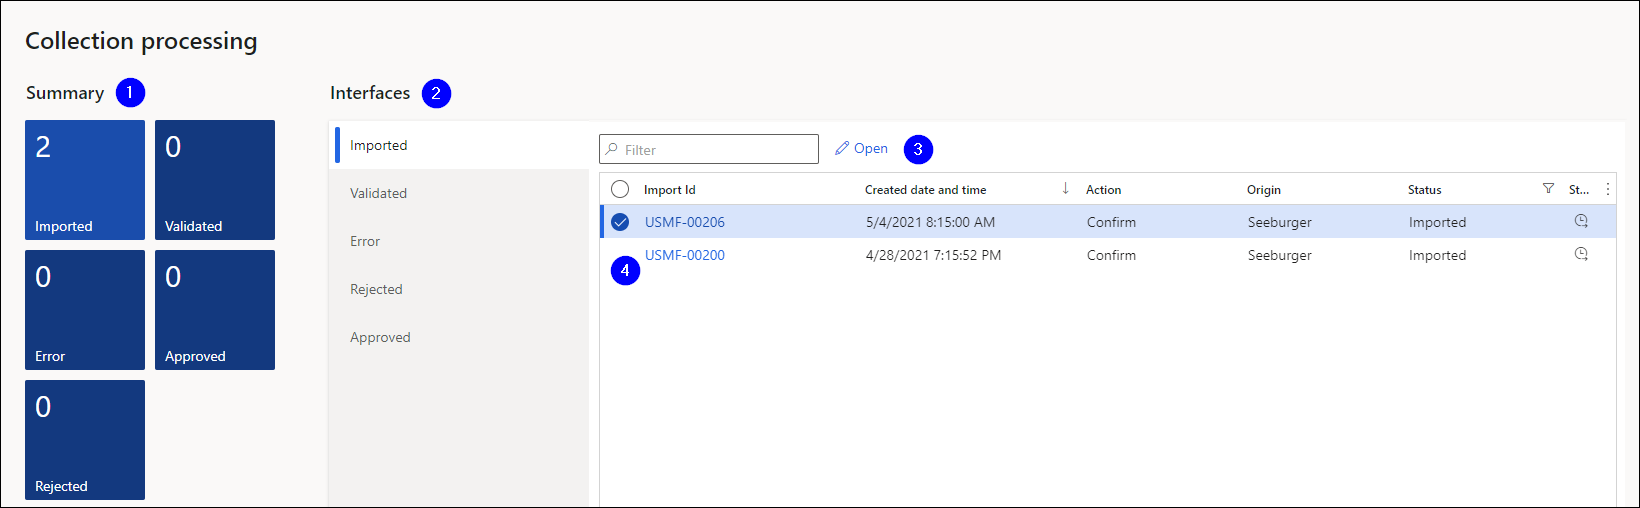 Collection processing
Summary 1
2
Imported
0
Validated
0
Error
0
Approved
0
Rejected
Interfaces 2
Imported
Validated
Error
Rejected
Approved
Filter
Open 3
Import Id Created date and time Action Origin Status St...
USMF-00206 5/4/2021 8:15:00 AM Confirm Seeburger Imported
4 USMF-00200 4/28/2021 7:15:52 PM Confirm Seeburger Imported